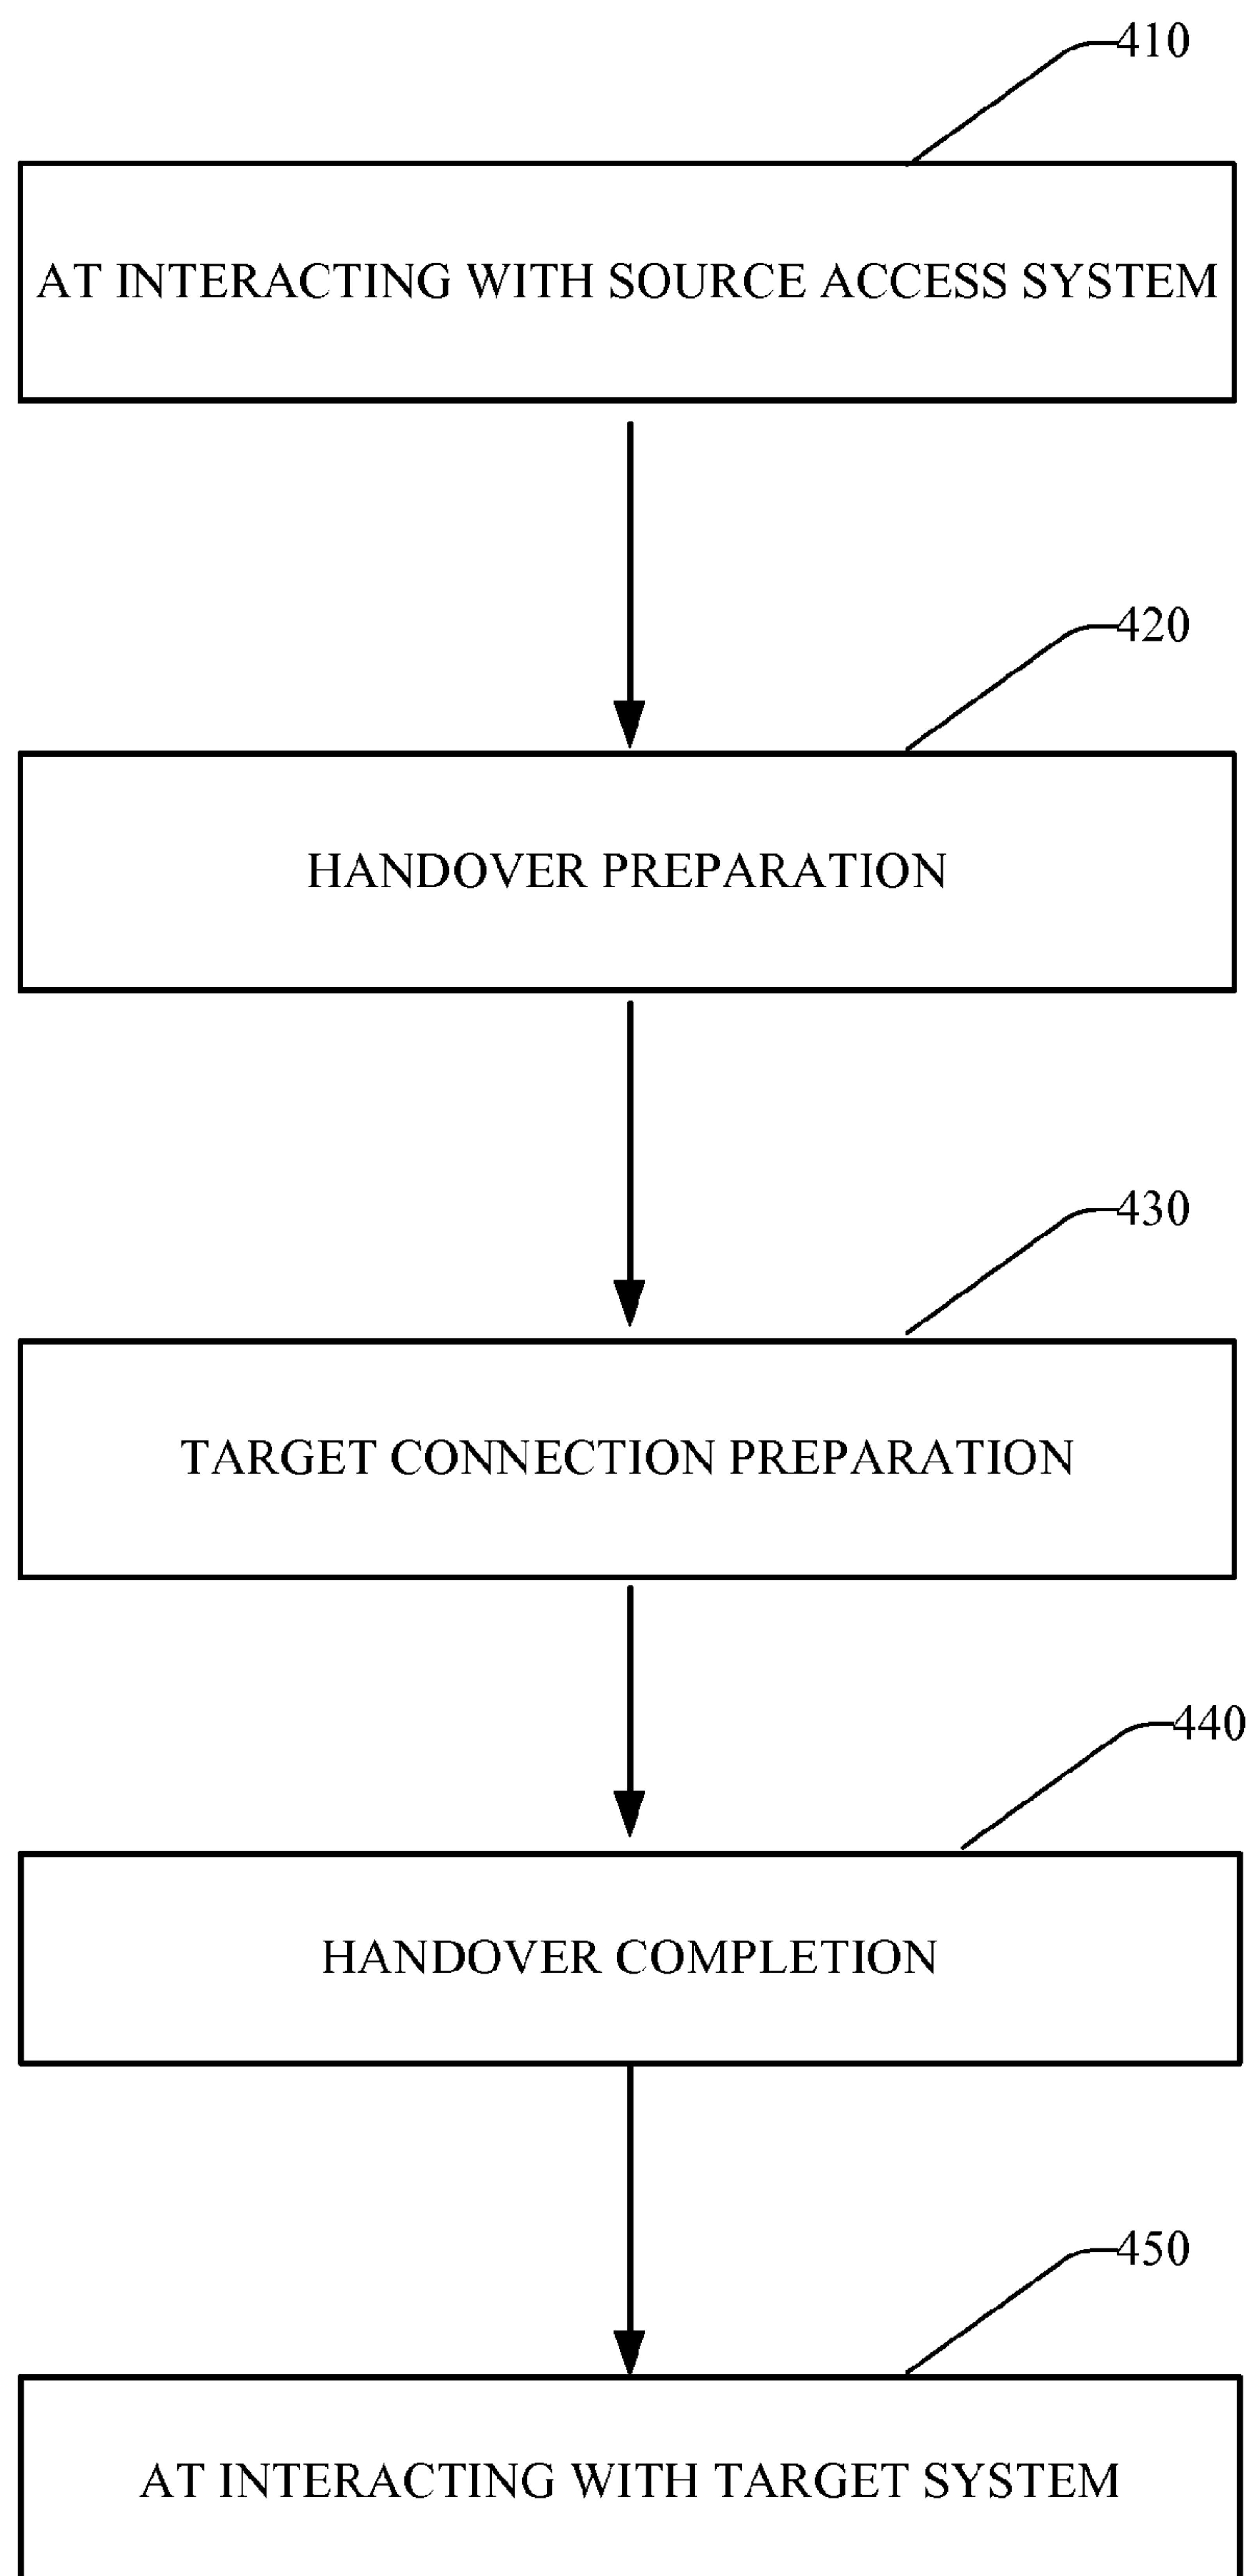 410
AT INTERACTING WITH SOURCE ACCESS SYSTEM
420
HANDOVER PREPARATION
430
TARGET CONNECTION PREPARATION
440
HANDOVER COMPLETION
450
AT INTERACTING WITH TARGET SYSTEM